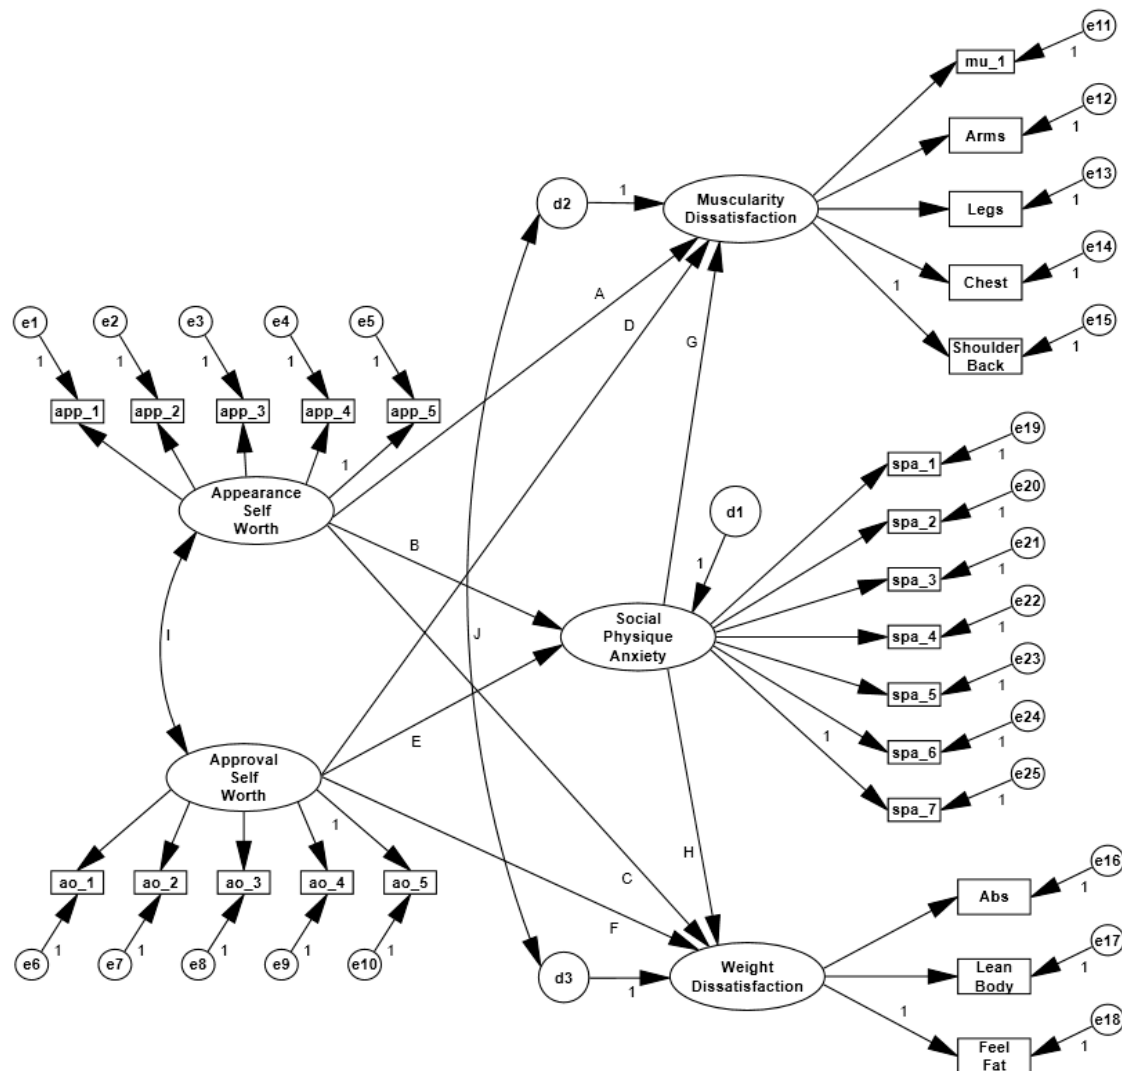 e11
1
mu_1
e12
1
Arms
d2
1
Muscularity
Dissatisfaction
e13
1
Legs
e14
1
Chest
1
A
D
G
e15
1
Shoulder
Back
e1
e2
e3
e4
e5
1
1
1
1
1
app_1
app_2
app_3
app_4
app_5
1
Appearance
Self
Worth
e19
1
spa_1
e20
1
spa_2
d1
1
e21
1
spa_3
B
e22
1
spa_4
Social
Physique
Anxiety
I
J
e23
1
spa_5
e24
1
spa_6
1
E
e25
1
spa_7
Approval
Self
Worth
1
ao_1
ao_2
ao_3
ao_4
ao_5
1
1
1
1
1
e6
e7
e8
e9
e10
H
C
F
e16
1
Abs
d3
1
Weight
Dissatisfaction
e17
1
Lean
Body
1
e18
1
Feel
Fat